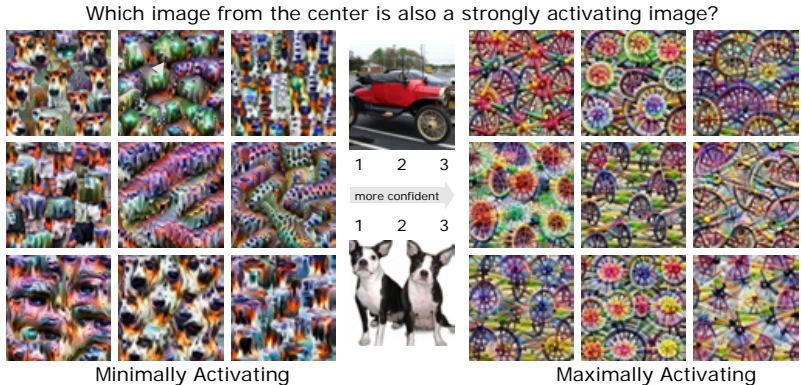 Which image from the center is also a strongly activating image?
1 2 3
more confident
1 2 3
Minimally Activating
Maximally Activating